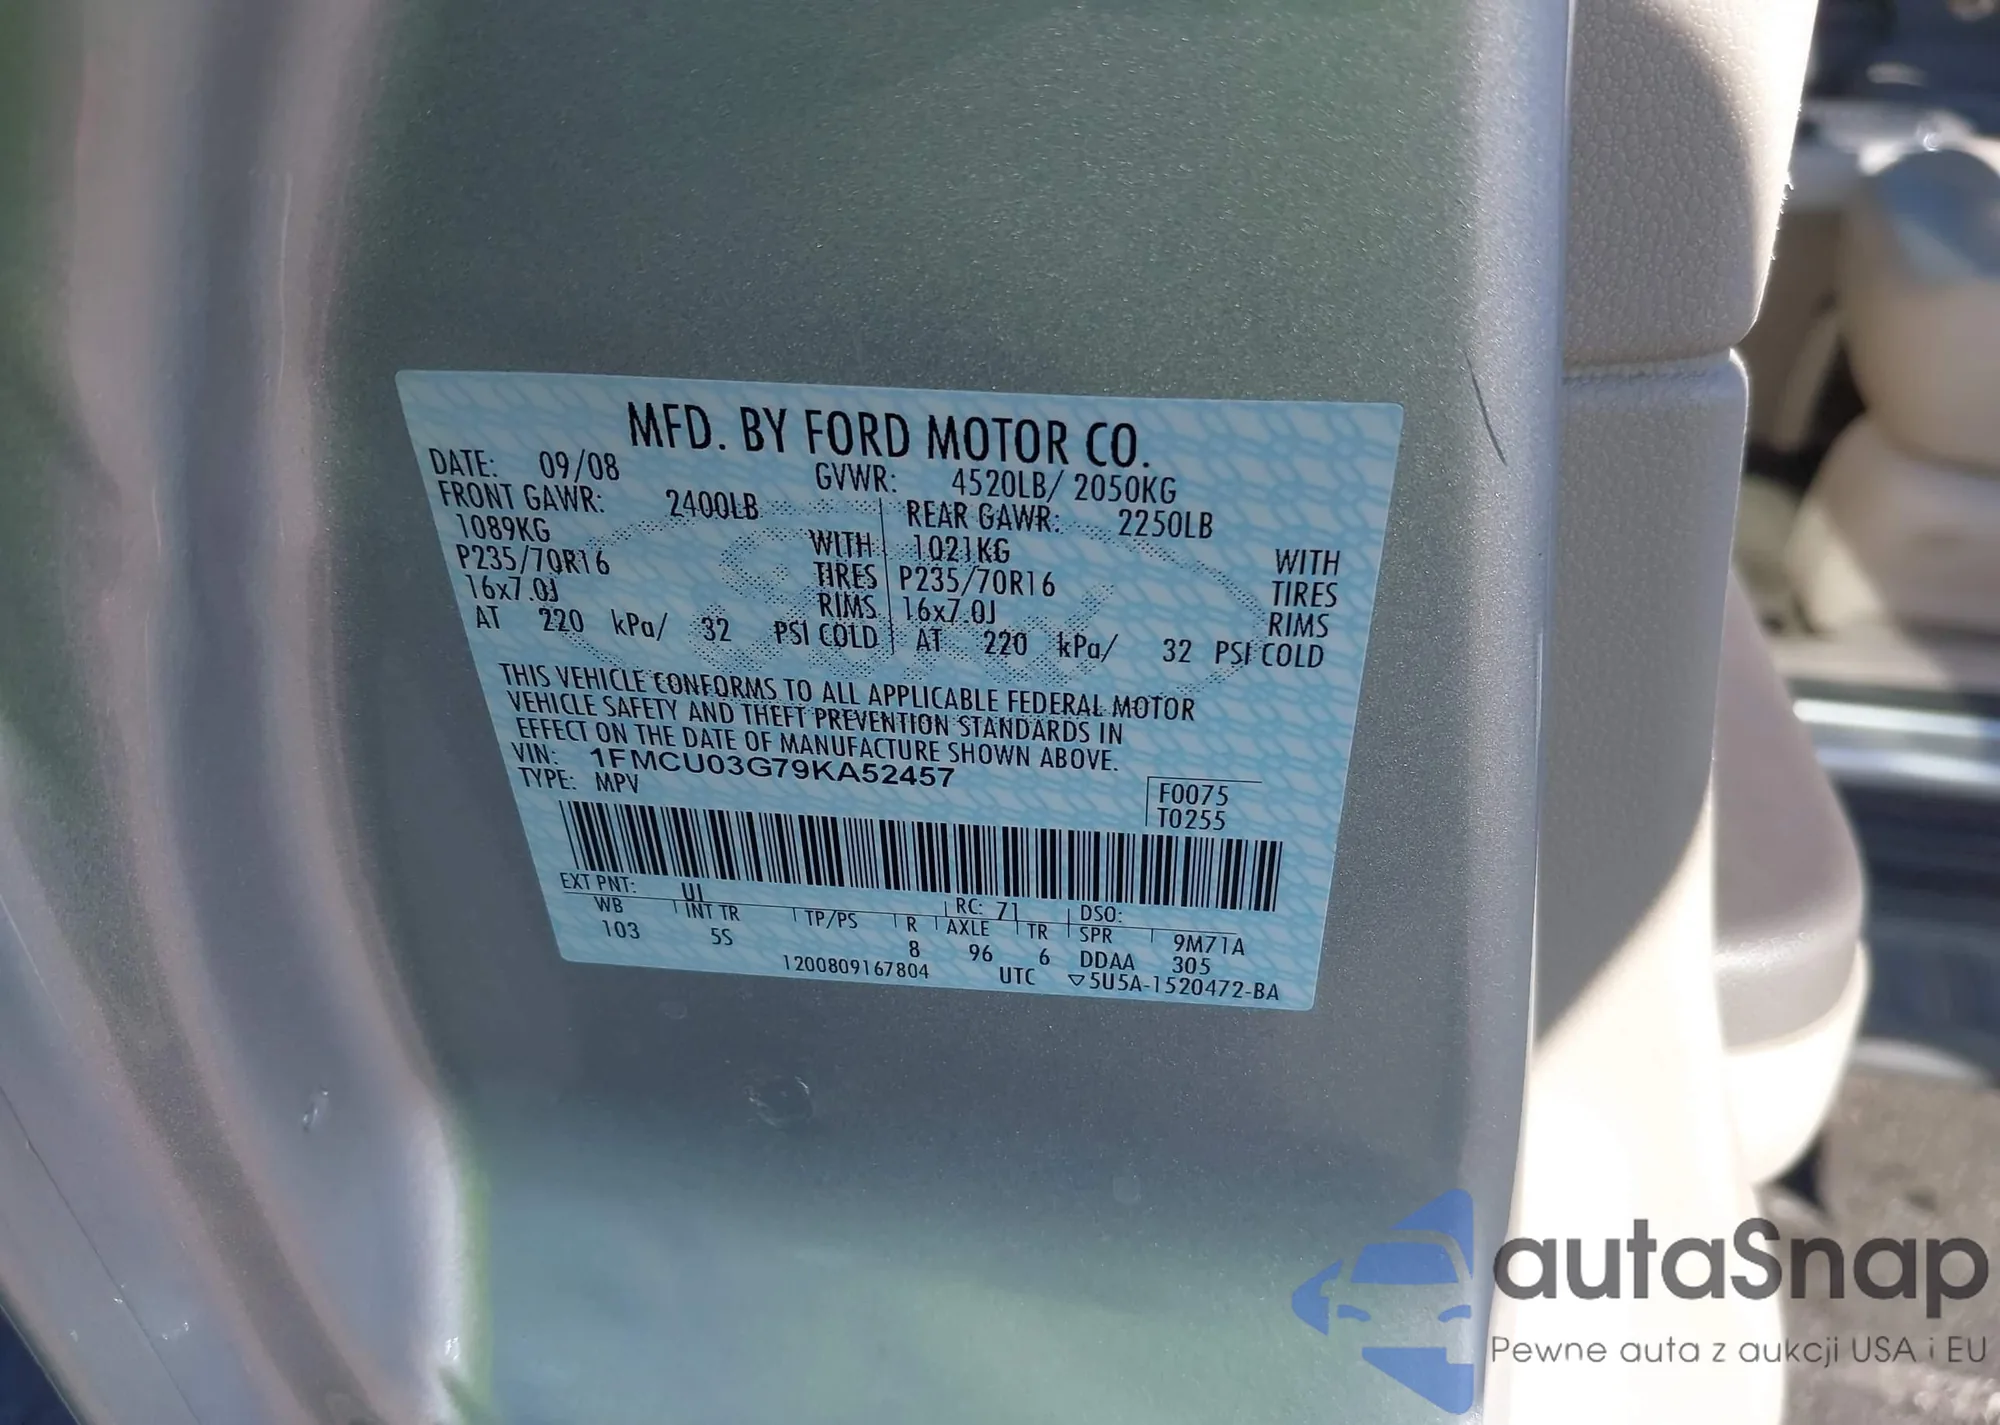 MFD. BY FORD MOTOR CO.
DATE: 09/08 GVWR: 4520LB/ 2050KG
FRONT GAWR: 2400LB REAR GAWR: 2250LB
1089KG WITH 1021KG WITH
P235/70R16 TIRES P235/70R16 TIRES
16x7.0J RIMS 16x7.0J RIMS
AT 220 kPa/ 32 PSI COLD AT 220 kPa/ 32 PSI COLD
THIS VEHICLE CONFORMS TO ALL APPLICABLE FEDERAL MOTOR
VEHICLE SAFETY AND THEFT PREVENTION STANDARDS IN
EFFECT ON THE DATE OF MANUFACTURE SHOWN ABOVE.
VIN: 1FMCU03G79KA52457
TYPE: MPV
F0075
T0255
EXT PNT: UJ RC: 71 DSO:
WB INT TR TP/PS R AXLE TR SPR 9M71A
103 5S 8 96 6 DDAA 305
1200809167804 UTC ▽5U5A-1520472-BA
autaSnap
Pewne auta z aukcji USA i EU